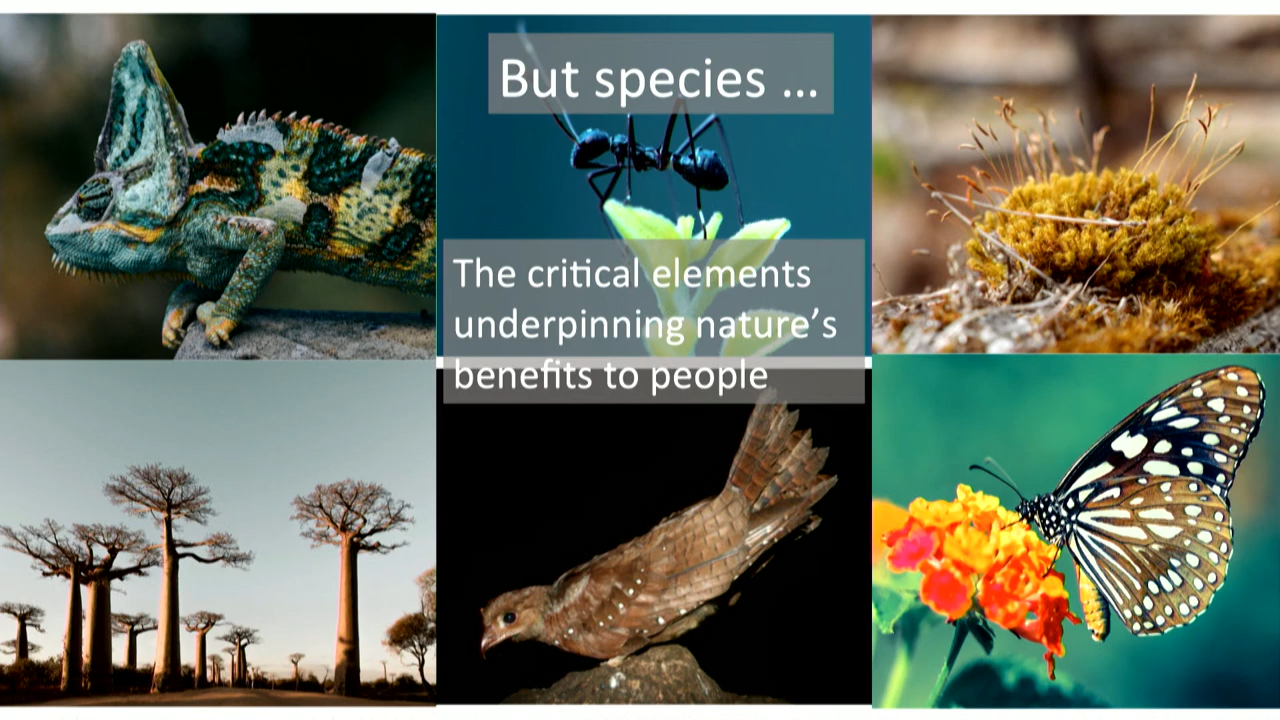 But species ...
The critical elements
underpinning nature’s
benefits to people